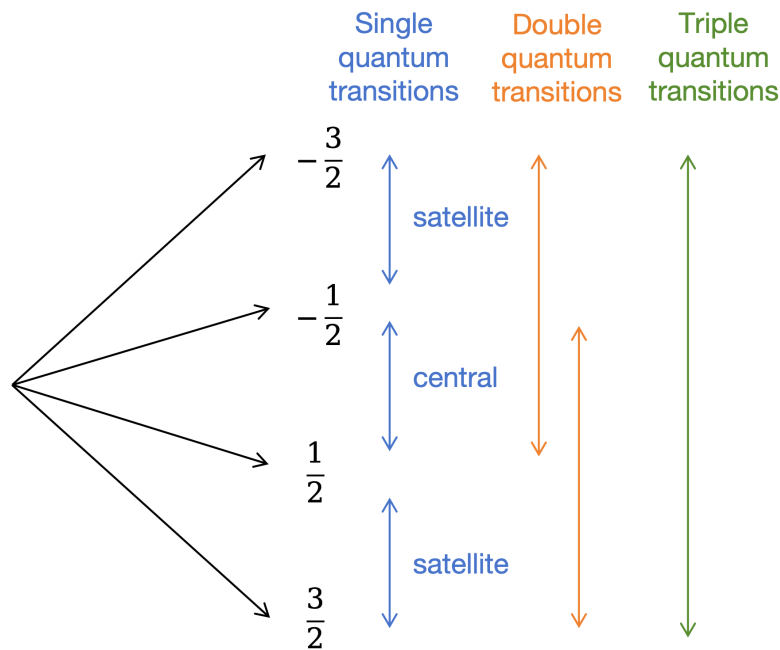 Single quantum transitions
Double quantum transitions
Triple quantum transitions
−3/2
satellite
−1/2
central
1/2
satellite
3/2